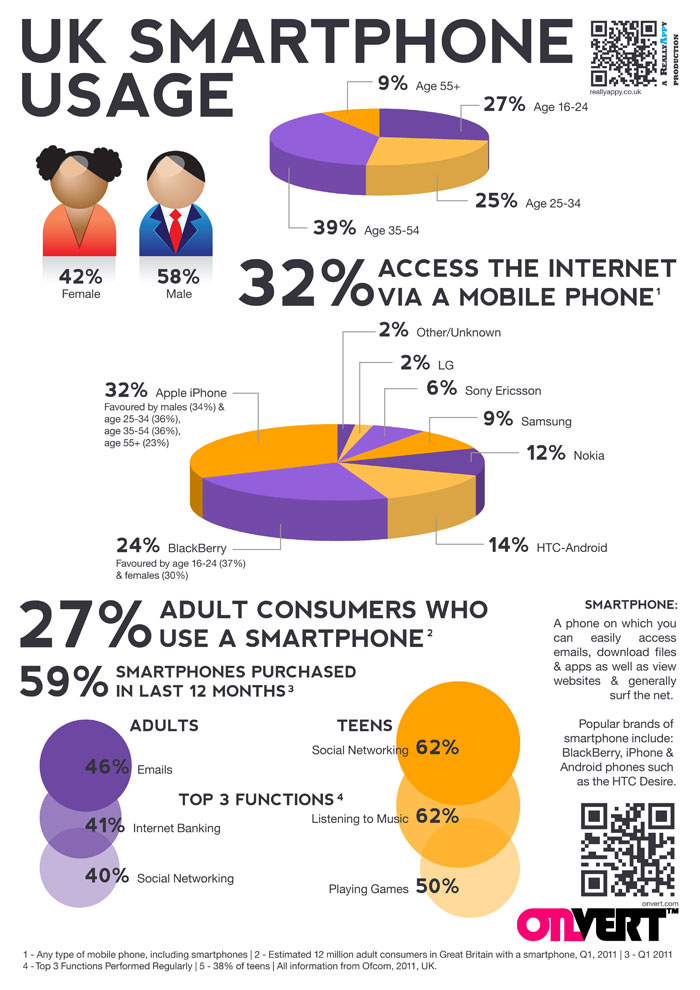 UK SMARTPHONE
USAGE
reallyappy.co.uk
A REALLYAPPY
PRODUCTION
9% Age 55+
27% Age 16-24
25% Age 25-34
39% Age 35-54
42%
Female
58%
Male
32% ACCESS THE INTERNET
VIA A MOBILE PHONE¹
2% Other/Unknown
2% LG
6% Sony Ericsson
9% Samsung
12% Nokia
14% HTC-Android
32% Apple iPhone
Favoured by males (34%) &
age 25-34 (36%),
age 35-54 (36%),
age 55+ (23%)
24% BlackBerry
Favoured by age 16-24 (37%)
& females (30%)
27% ADULT CONSUMERS WHO
USE A SMARTPHONE²
59% SMARTPHONES PURCHASED
IN LAST 12 MONTHS³
ADULTS
46% Emails
41% Internet Banking
40% Social Networking
TOP 3 FUNCTIONS⁴
TEENS
Social Networking 62%
Listening to Music 62%
Playing Games 50%
SMARTPHONE:
A phone on which you
can easily access
emails, download files
& apps as well as view
websites & generally
surf the net.
Popular brands of
smartphone include:
BlackBerry, iPhone &
Android phones such
as the HTC Desire.
onvert.com
ONVERT™
1 - Any type of mobile phone, including smartphones | 2 - Estimated 12 million adult consumers in Great Britain with a smartphone, Q1, 2011 | 3 - Q1 2011
4 - Top 3 Functions Performed Regularly | 5 - 38% of teens | All information from Ofcom, 2011, UK.